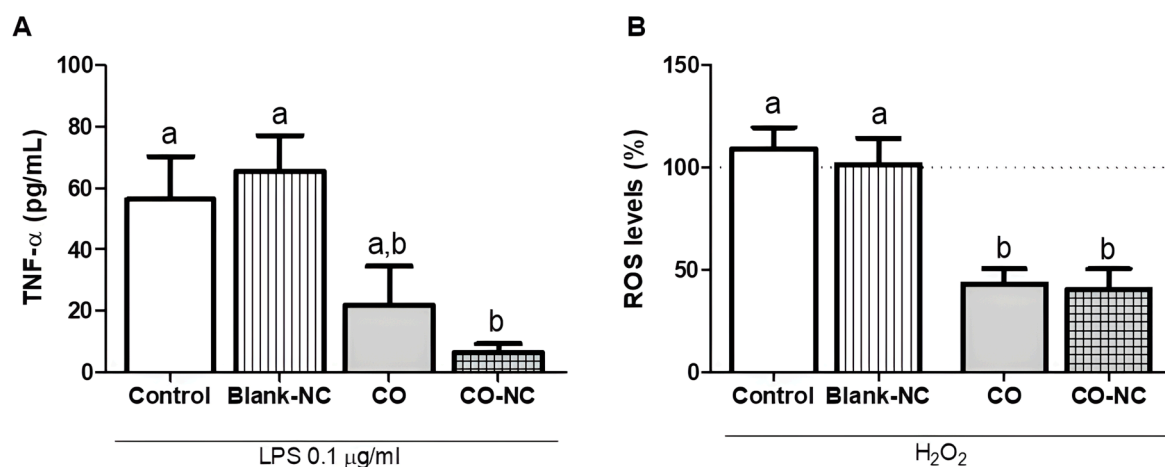 A
TNF-α (pg/mL)
100
80
60
40
20
0
a
a
a,b
b
Control Blank-NC CO CO-NC
LPS 0.1 µg/ml
B
ROS levels (%)
150
100
50
0
a
a
b
b
Control Blank-NC CO CO-NC
H₂O₂